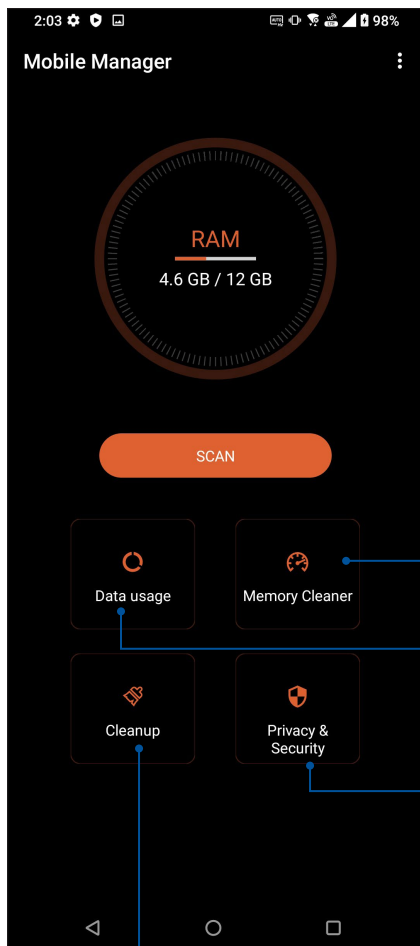 2:03 98%
Mobile Manager
RAM
4.6 GB / 12 GB
SCAN
Data usage
Memory Cleaner
Cleanup
Privacy &
Security